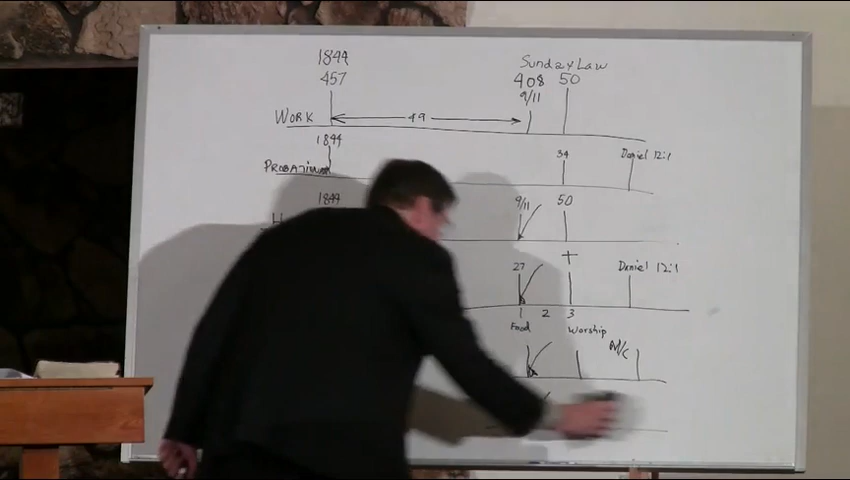 1844 Sunday Law
457 408 50
9/11
WORK 49
1844
34 Daniel 12:1
PROBATION
1844 9/11 50
H
27 + Daniel 12:1
1 2 3
Food Worship